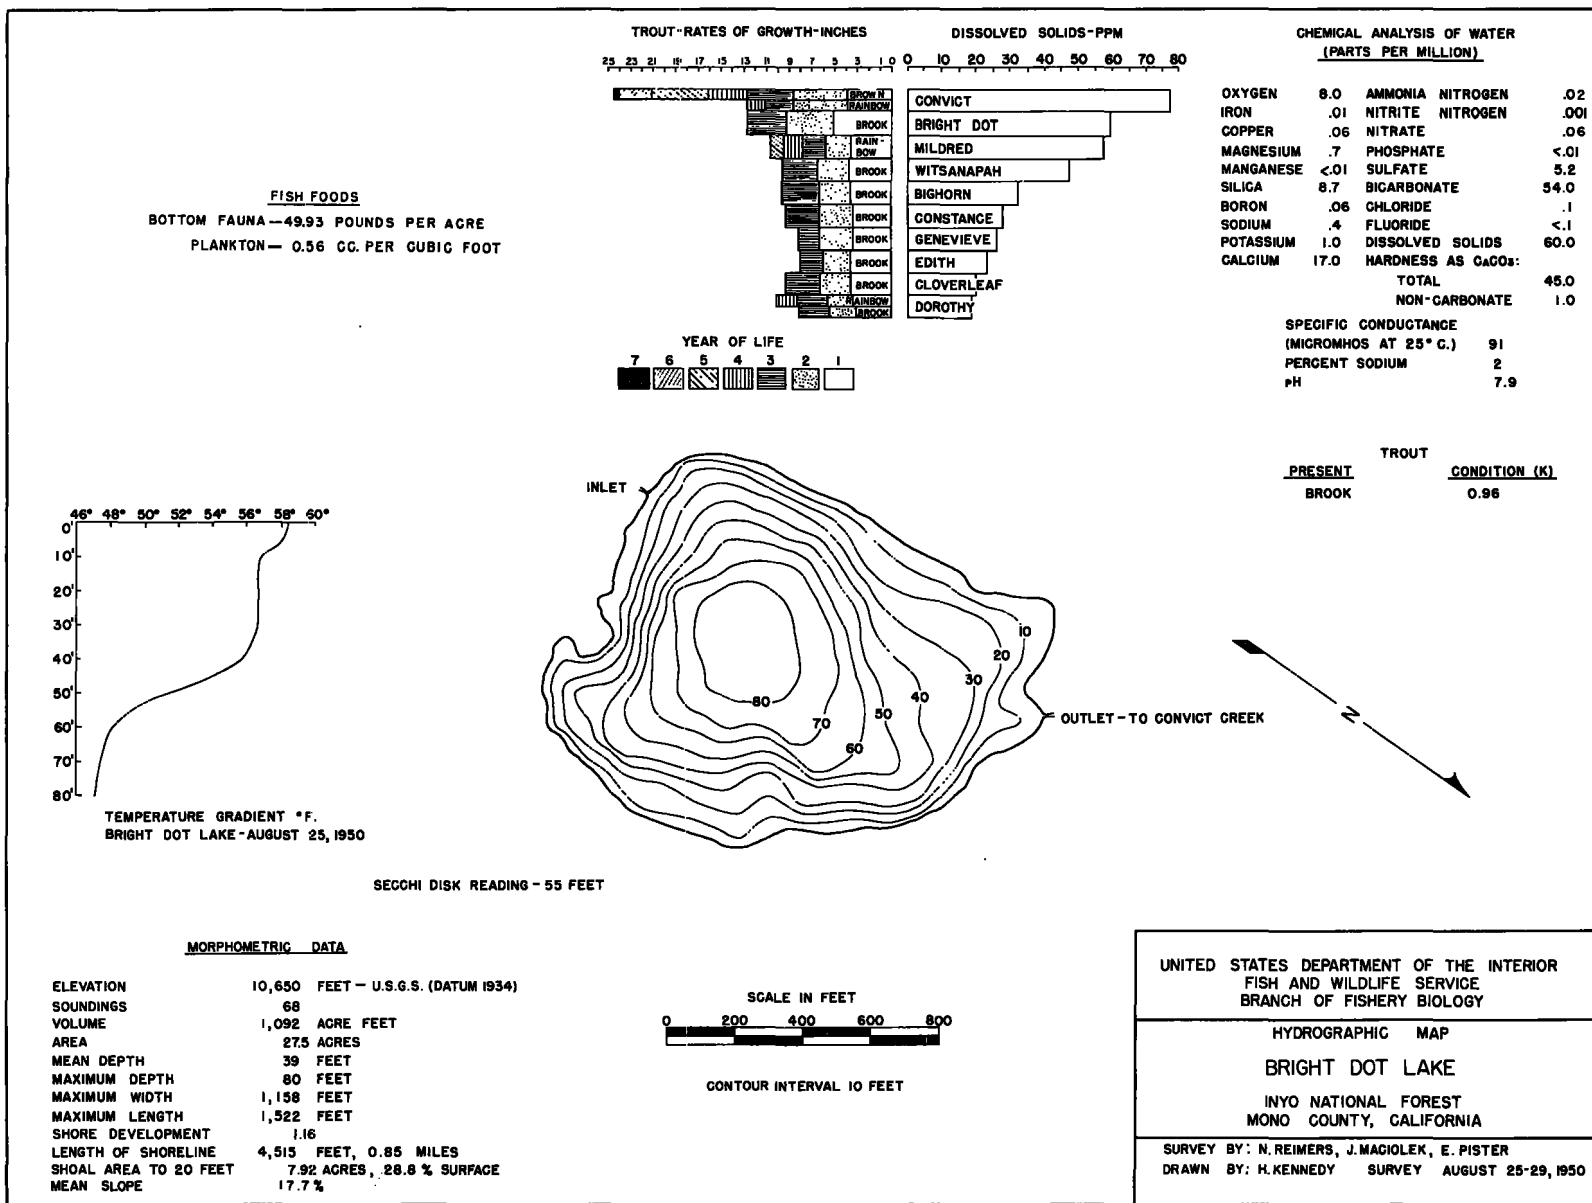 TROUT-RATES OF GROWTH-INCHES
25 23 21 19 17 15 13 11 9 7 5 3 1 0
BROWN
RAINBOW
BROOK
RAIN-
BOW
BROOK
BROOK
BROOK
BROOK
BROOK
BROOK
RAINBOW
BROOK
YEAR OF LIFE
7 6 5 4 3 2 1
DISSOLVED SOLIDS-PPM
0 10 20 30 40 50 60 70 80
CONVICT
BRIGHT DOT
MILDRED
WITSANAPAH
BIGHORN
CONSTANCE
GENEVIEVE
EDITH
CLOVERLEAF
DOROTHY
CHEMICAL ANALYSIS OF WATER
(PARTS PER MILLION)
OXYGEN 8.0 AMMONIA NITROGEN .02
IRON .01 NITRITE NITROGEN .001
COPPER .06 NITRATE .06
MAGNESIUM .7 PHOSPHATE <.01
MANGANESE <.01 SULFATE 5.2
SILICA 8.7 BICARBONATE 54.0
BORON .06 CHLORIDE .1
SODIUM .4 FLUORIDE <.1
POTASSIUM 1.0 DISSOLVED SOLIDS 60.0
CALCIUM 17.0 HARDNESS AS CACO3:
TOTAL 45.0
NON-CARBONATE 1.0
SPECIFIC CONDUCTANCE
(MICROMHOS AT 25° C.) 91
PERCENT SODIUM 2
PH 7.9
FISH FOODS
BOTTOM FAUNA—49.93 POUNDS PER ACRE
PLANKTON— 0.56 CC. PER CUBIC FOOT
TROUT
PRESENT CONDITION (K)
BROOK 0.96
46° 48° 50° 52° 54° 56° 58° 60°
0'
10'
20'
30'
40'
50'
60'
70'
80'
TEMPERATURE GRADIENT °F.
BRIGHT DOT LAKE-AUGUST 25, 1950
INLET
10
20
30
40
50
60
70
80
OUTLET-TO CONVICT CREEK
N
SECCHI DISK READING - 55 FEET
MORPHOMETRIC DATA
ELEVATION 10,650 FEET — U.S.G.S. (DATUM 1934)
SOUNDINGS 68
VOLUME 1,092 ACRE FEET
AREA 27.5 ACRES
MEAN DEPTH 39 FEET
MAXIMUM DEPTH 80 FEET
MAXIMUM WIDTH 1,158 FEET
MAXIMUM LENGTH 1,522 FEET
SHORE DEVELOPMENT 1.16
LENGTH OF SHORELINE 4,515 FEET, 0.85 MILES
SHOAL AREA TO 20 FEET 7.92 ACRES, 28.8 % SURFACE
MEAN SLOPE 17.7 %
SCALE IN FEET
0 200 400 600 800
CONTOUR INTERVAL 10 FEET
UNITED STATES DEPARTMENT OF THE INTERIOR
FISH AND WILDLIFE SERVICE
BRANCH OF FISHERY BIOLOGY
HYDROGRAPHIC MAP
BRIGHT DOT LAKE
INYO NATIONAL FOREST
MONO COUNTY, CALIFORNIA
SURVEY BY: N. REIMERS, J. MACIOLEK, E. PISTER
DRAWN BY: H. KENNEDY SURVEY AUGUST 25-29, 1950